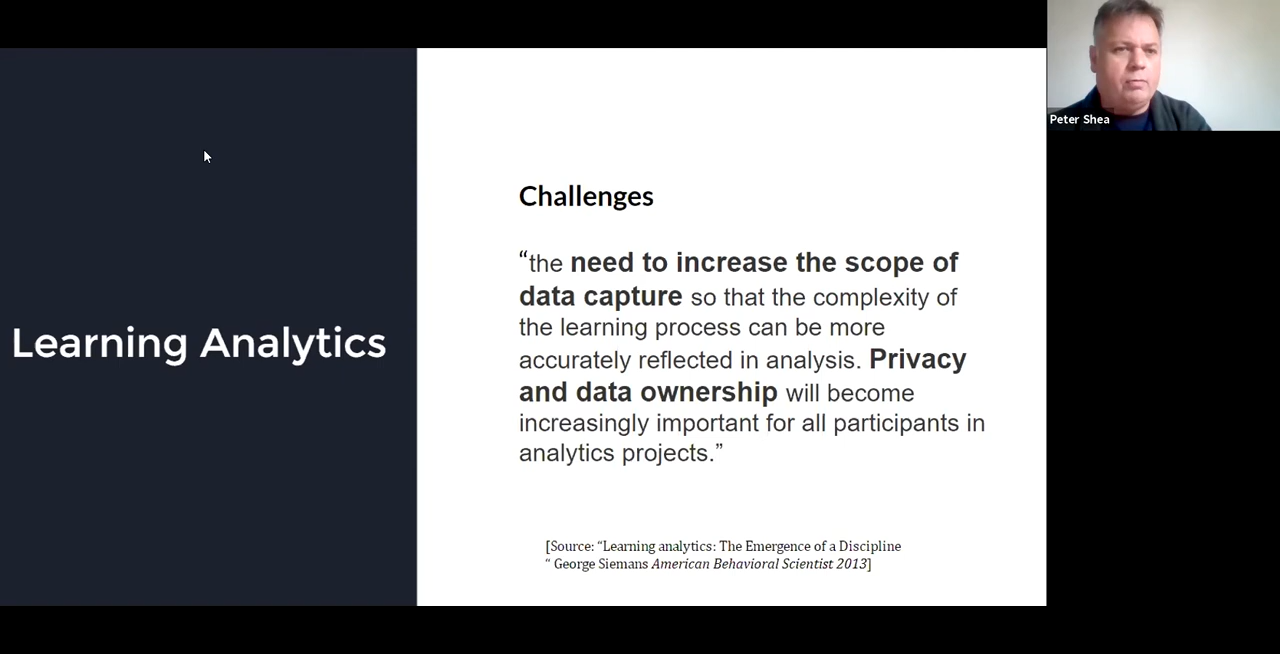 Learning Analytics
Challenges
“the need to increase the scope of
data capture so that the complexity of
the learning process can be more
accurately reflected in analysis. Privacy
and data ownership will become
increasingly important for all participants in
analytics projects.”
[Source: “Learning analytics: The Emergence of a Discipline
“ George Siemans American Behavioral Scientist 2013]
Peter Shea